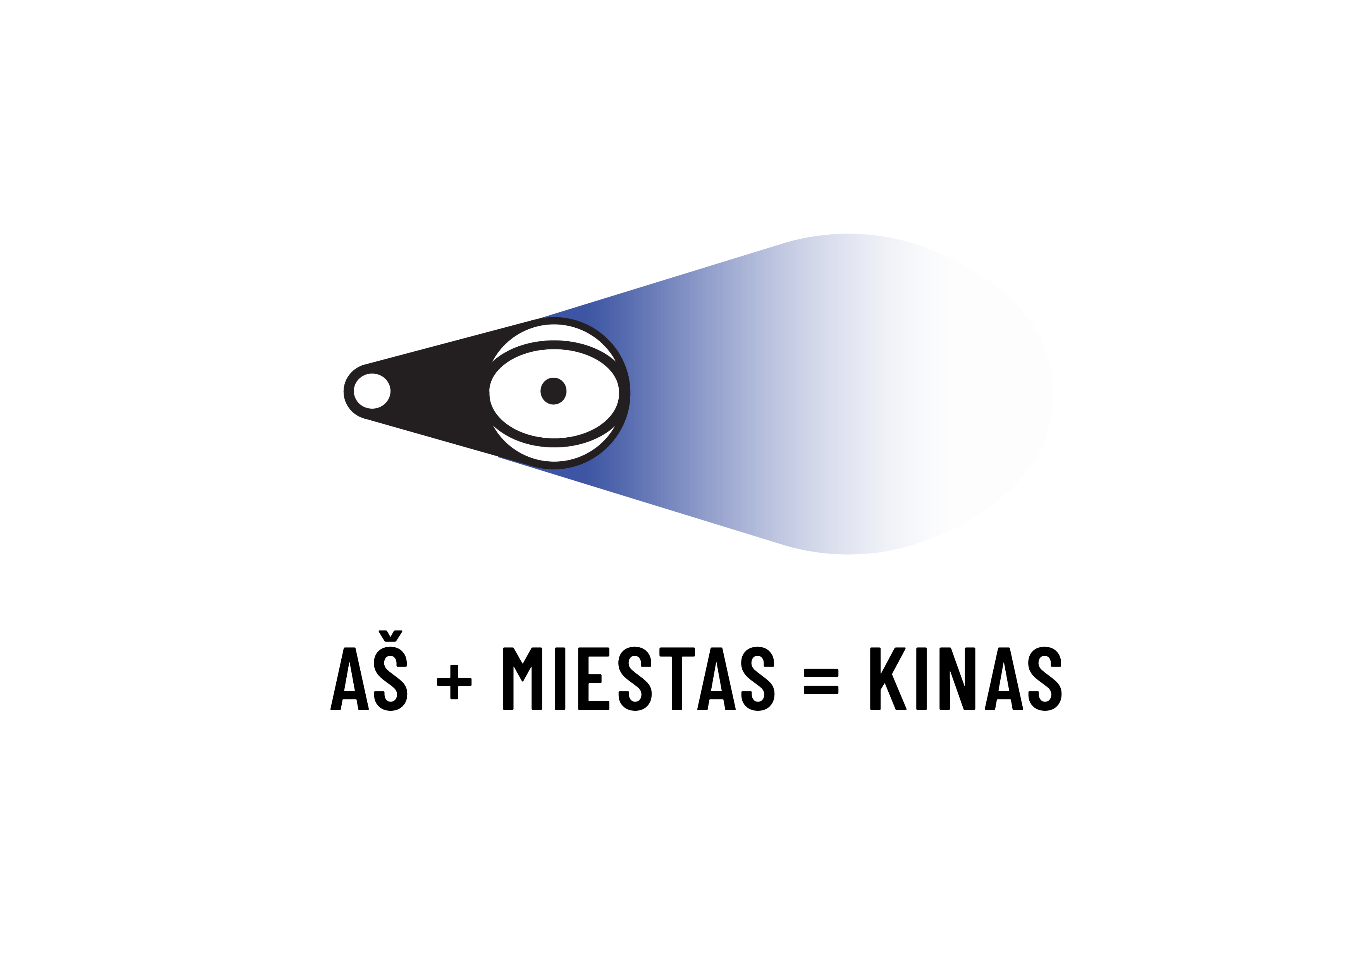 AŠ + MIESTAS = KINAS